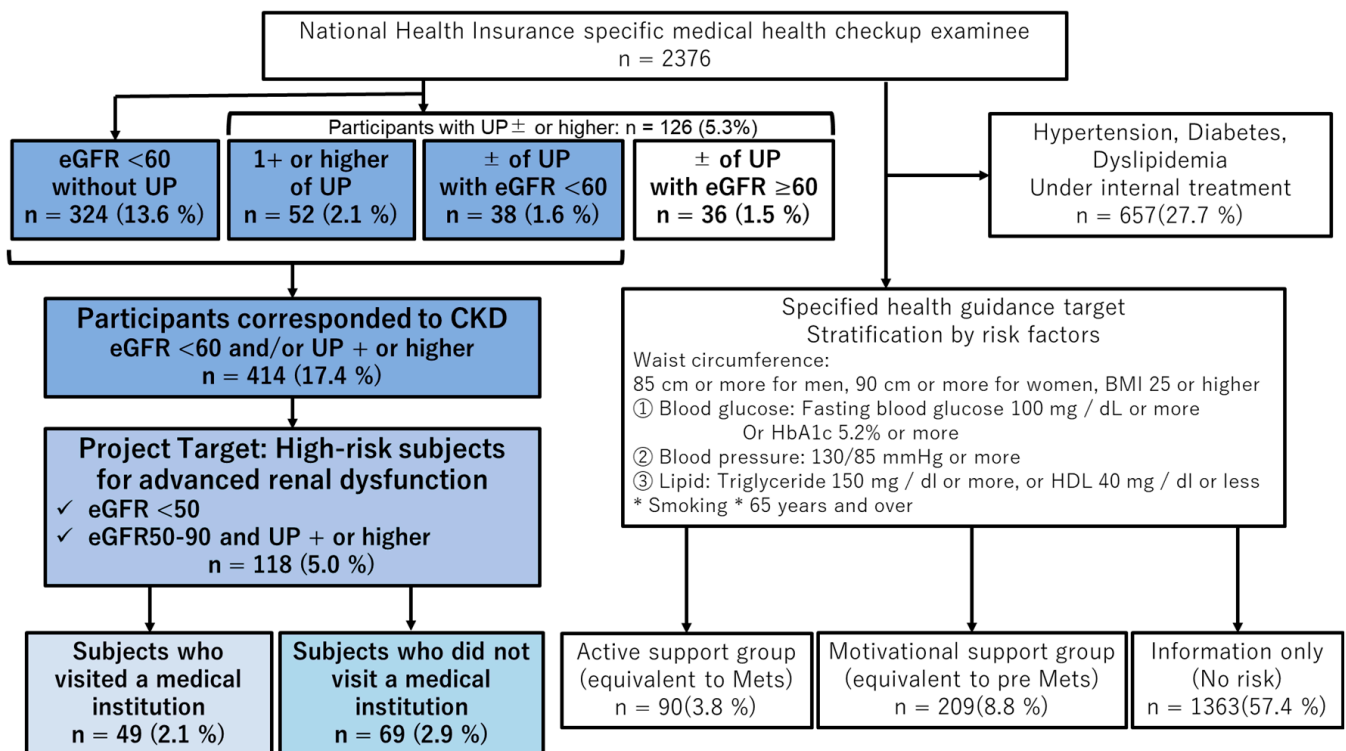 National Health Insurance specific medical health checkup examinee
n = 2376
Participants with UP± or higher: n = 126 (5.3%)
eGFR <60
without UP
n = 324 (13.6 %)
1+ or higher
of UP
n = 52 (2.1 %)
± of UP
with eGFR <60
n = 38 (1.6 %)
± of UP
with eGFR ≥60
n = 36 (1.5 %)
Hypertension, Diabetes,
Dyslipidemia
Under internal treatment
n = 657(27.7 %)
Participants corresponded to CKD
eGFR <60 and/or UP + or higher
n = 414 (17.4 %)
Project Target: High-risk subjects
for advanced renal dysfunction
✓ eGFR <50
✓ eGFR50-90 and UP + or higher
n = 118 (5.0 %)
Subjects who
visited a medical
institution
n = 49 (2.1 %)
Subjects who did not
visit a medical
institution
n = 69 (2.9 %)
Specified health guidance target
Stratification by risk factors
Waist circumference:
85 cm or more for men, 90 cm or more for women, BMI 25 or higher
① Blood glucose: Fasting blood glucose 100 mg / dL or more
Or HbA1c 5.2% or more
② Blood pressure: 130/85 mmHg or more
③ Lipid: Triglyceride 150 mg / dl or more, or HDL 40 mg / dl or less
* Smoking * 65 years and over
Active support group
(equivalent to Mets)
n = 90(3.8 %)
Motivational support group
(equivalent to pre Mets)
n = 209(8.8 %)
Information only
(No risk)
n = 1363(57.4 %)